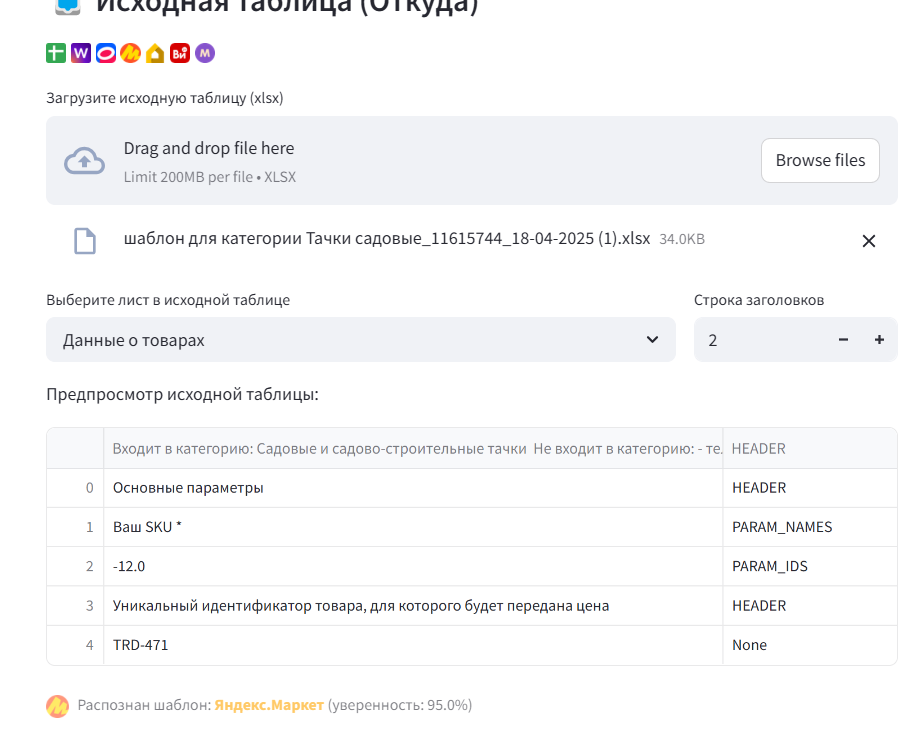 Исходная таблица (Откуда)
W Ви M
Загрузите исходную таблицу (xlsx)
Drag and drop file here
Browse files
Limit 200MB per file • XLSX
шаблон для категории Тачки садовые_11615744_18-04-2025 (1).xlsx 34.0KB
Выберите лист в исходной таблице Строка заголовков
Данные о товарах 2
Предпросмотр исходной таблицы:
Входит в категорию: Садовые и садово-строительные тачки Не входит в категорию: - те. HEADER
0 Основные параметры HEADER
1 Ваш SKU * PARAM_NAMES
2 -12.0 PARAM_IDS
3 Уникальный идентификатор товара, для которого будет передана цена HEADER
4 TRD-471 None
Распознан шаблон: Яндекс.Маркет (уверенность: 95.0%)